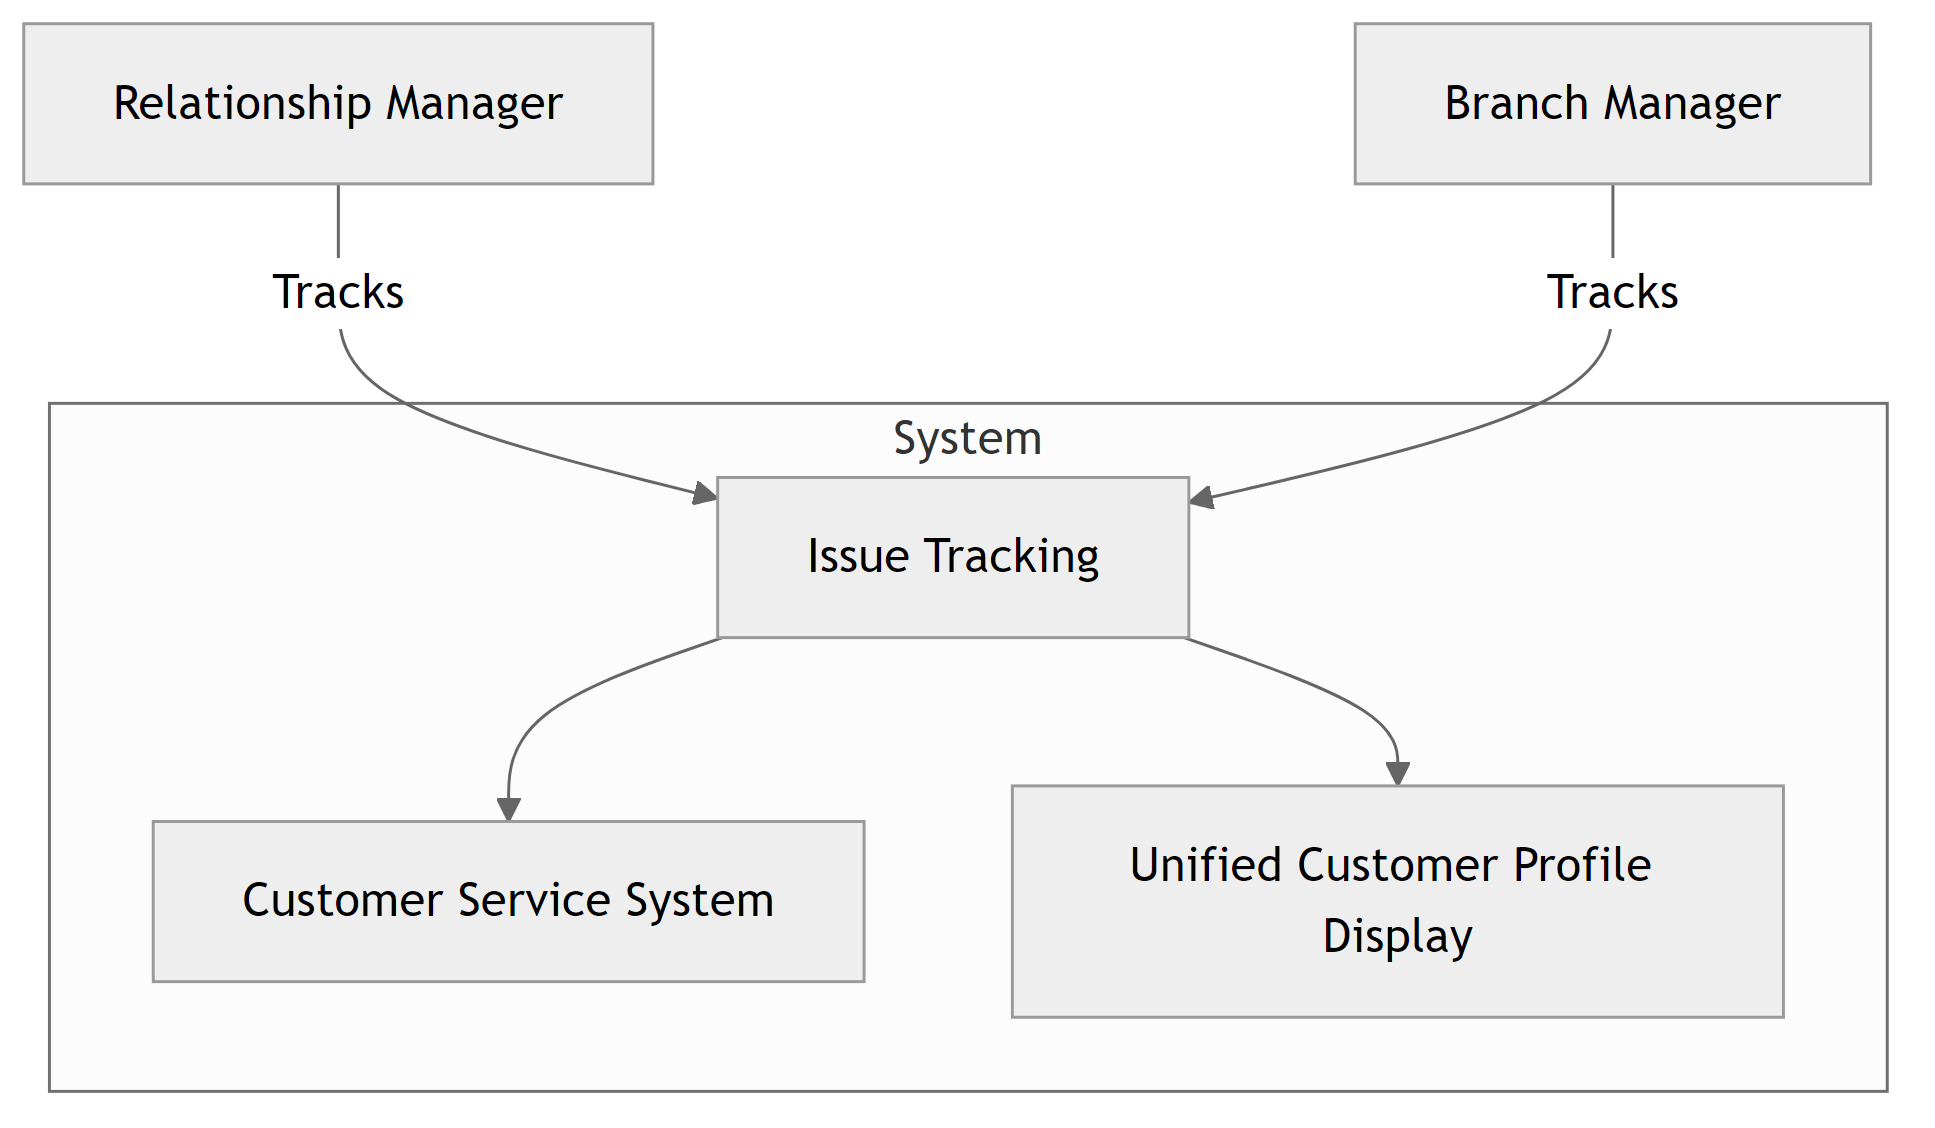 Relationship Manager
Branch Manager
Tracks
Tracks
System
Issue Tracking
Customer Service System
Unified Customer Profile
Display